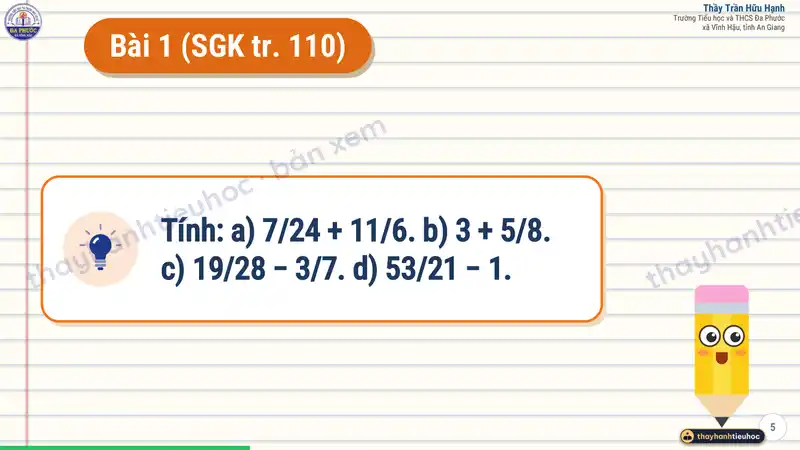 Thầy Trần Hữu Hạnh
Trường Tiểu học và THCS Đa Phước
xã Vĩnh Hậu, tỉnh An Giang
ĐA PHƯỚC
Bài 1 (SGK tr. 110)
thayhanhtieuhoc · bản xem
Tính: a) 7/24 + 11/6. b) 3 + 5/8.
c) 19/28 − 3/7. d) 53/21 − 1.
thayhanhtie
5
thayhanhtieuhoc